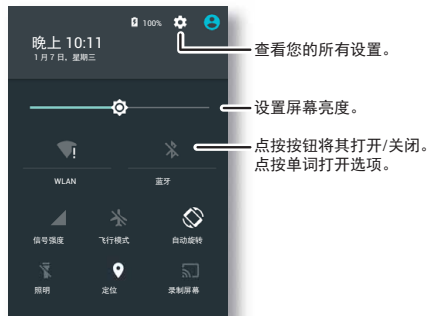 100%
晚上 10:11
1月7日，星期三
查看您的所有设置。
设置屏幕亮度。
点按按钮将其打开/关闭。
点按单词打开选项。
WLAN
蓝牙
信号强度
飞行模式
自动旋转
照明
定位
录制屏幕